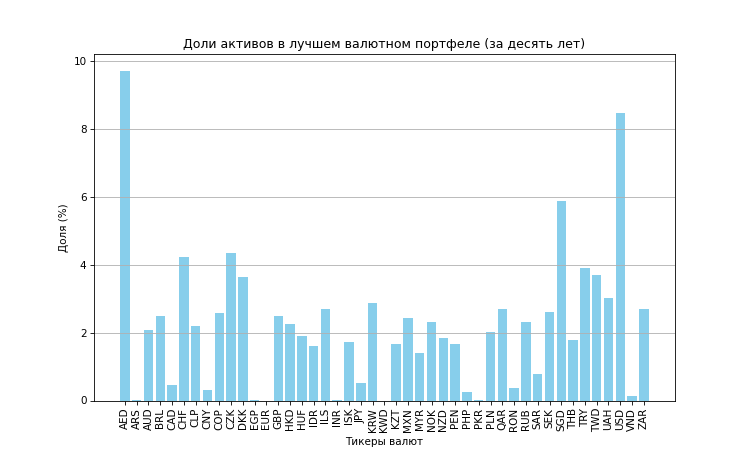 Доли активов в лучшем валютном портфеле (за десять лет)
Доля (%)
10
8
6
4
2
0
AED ARS AUD BRL CAD CHF CLP CNY COP CZK DKK EGP EUR GBP HKD HUF IDR ILS INR ISK JPY KRW KWD KZT MXN MYR NOK NZD PEN PHP PKR PLN QAR RON RUB SAR SEK SGD THB TRY TWD UAH USD VND ZAR
Тикеры валют